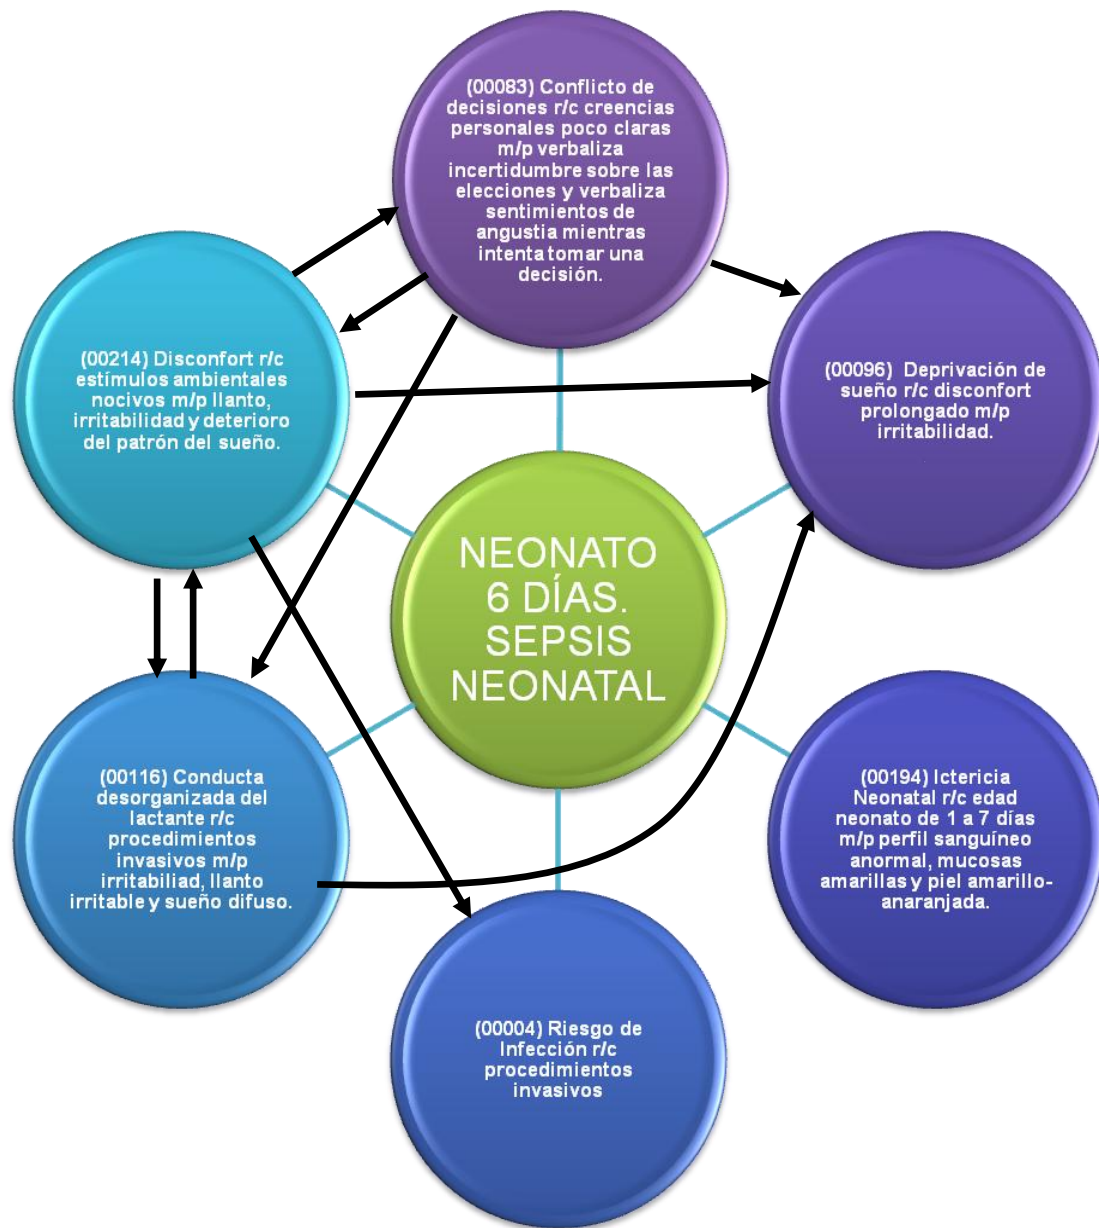 (00083) Conflicto de
decisiones r/c creencias
personales poco claras
m/p verbaliza
incertidumbre sobre las
elecciones y verbaliza
sentimientos de
angustia mientras
intenta tomar una
decisión.
(00214) Disconfort r/c
estímulos ambientales
nocivos m/p llanto,
irritabilidad y deterioro
del patrón del sueño.
(00096) Deprivación de
sueño r/c disconfort
prolongado m/p
irritabilidad.
NEONATO
6 DÍAS.
SEPSIS
NEONATAL
(00116) Conducta
desorganizada del
lactante r/c
procedimientos
invasivos m/p
irritabiliad, llanto
irritable y sueño difuso.
(00194) Ictericia
Neonatal r/c edad
neonato de 1 a 7 días
m/p perfil sanguíneo
anormal, mucosas
amarillas y piel amarillo-
anaranjada.
(00004) Riesgo de
Infección r/c
procedimientos
invasivos